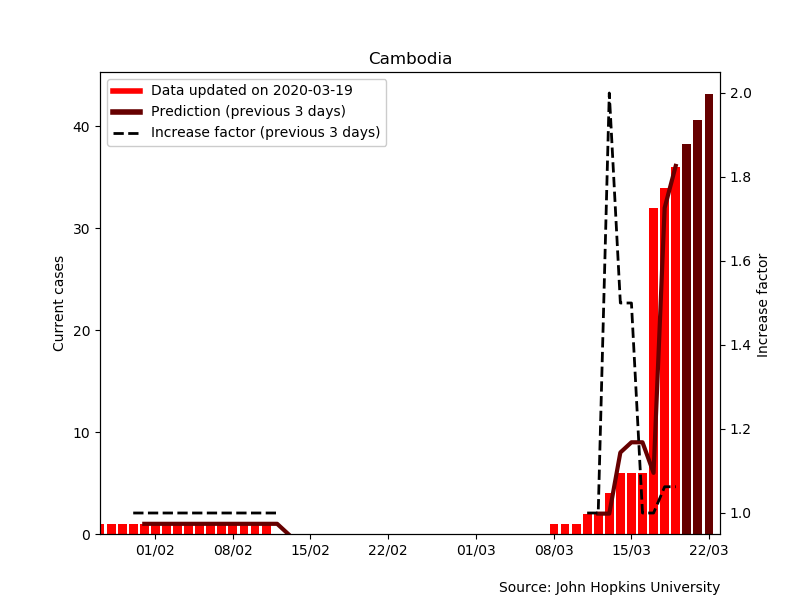 Cambodia
Data updated on 2020-03-19
Prediction (previous 3 days)
Increase factor (previous 3 days)
Current cases
40
30
20
10
0
2.0
1.8
1.6
1.4
1.2
1.0
Increase factor
01/02 08/02 15/02 22/02 01/03 08/03 15/03 22/03
Source: John Hopkins University